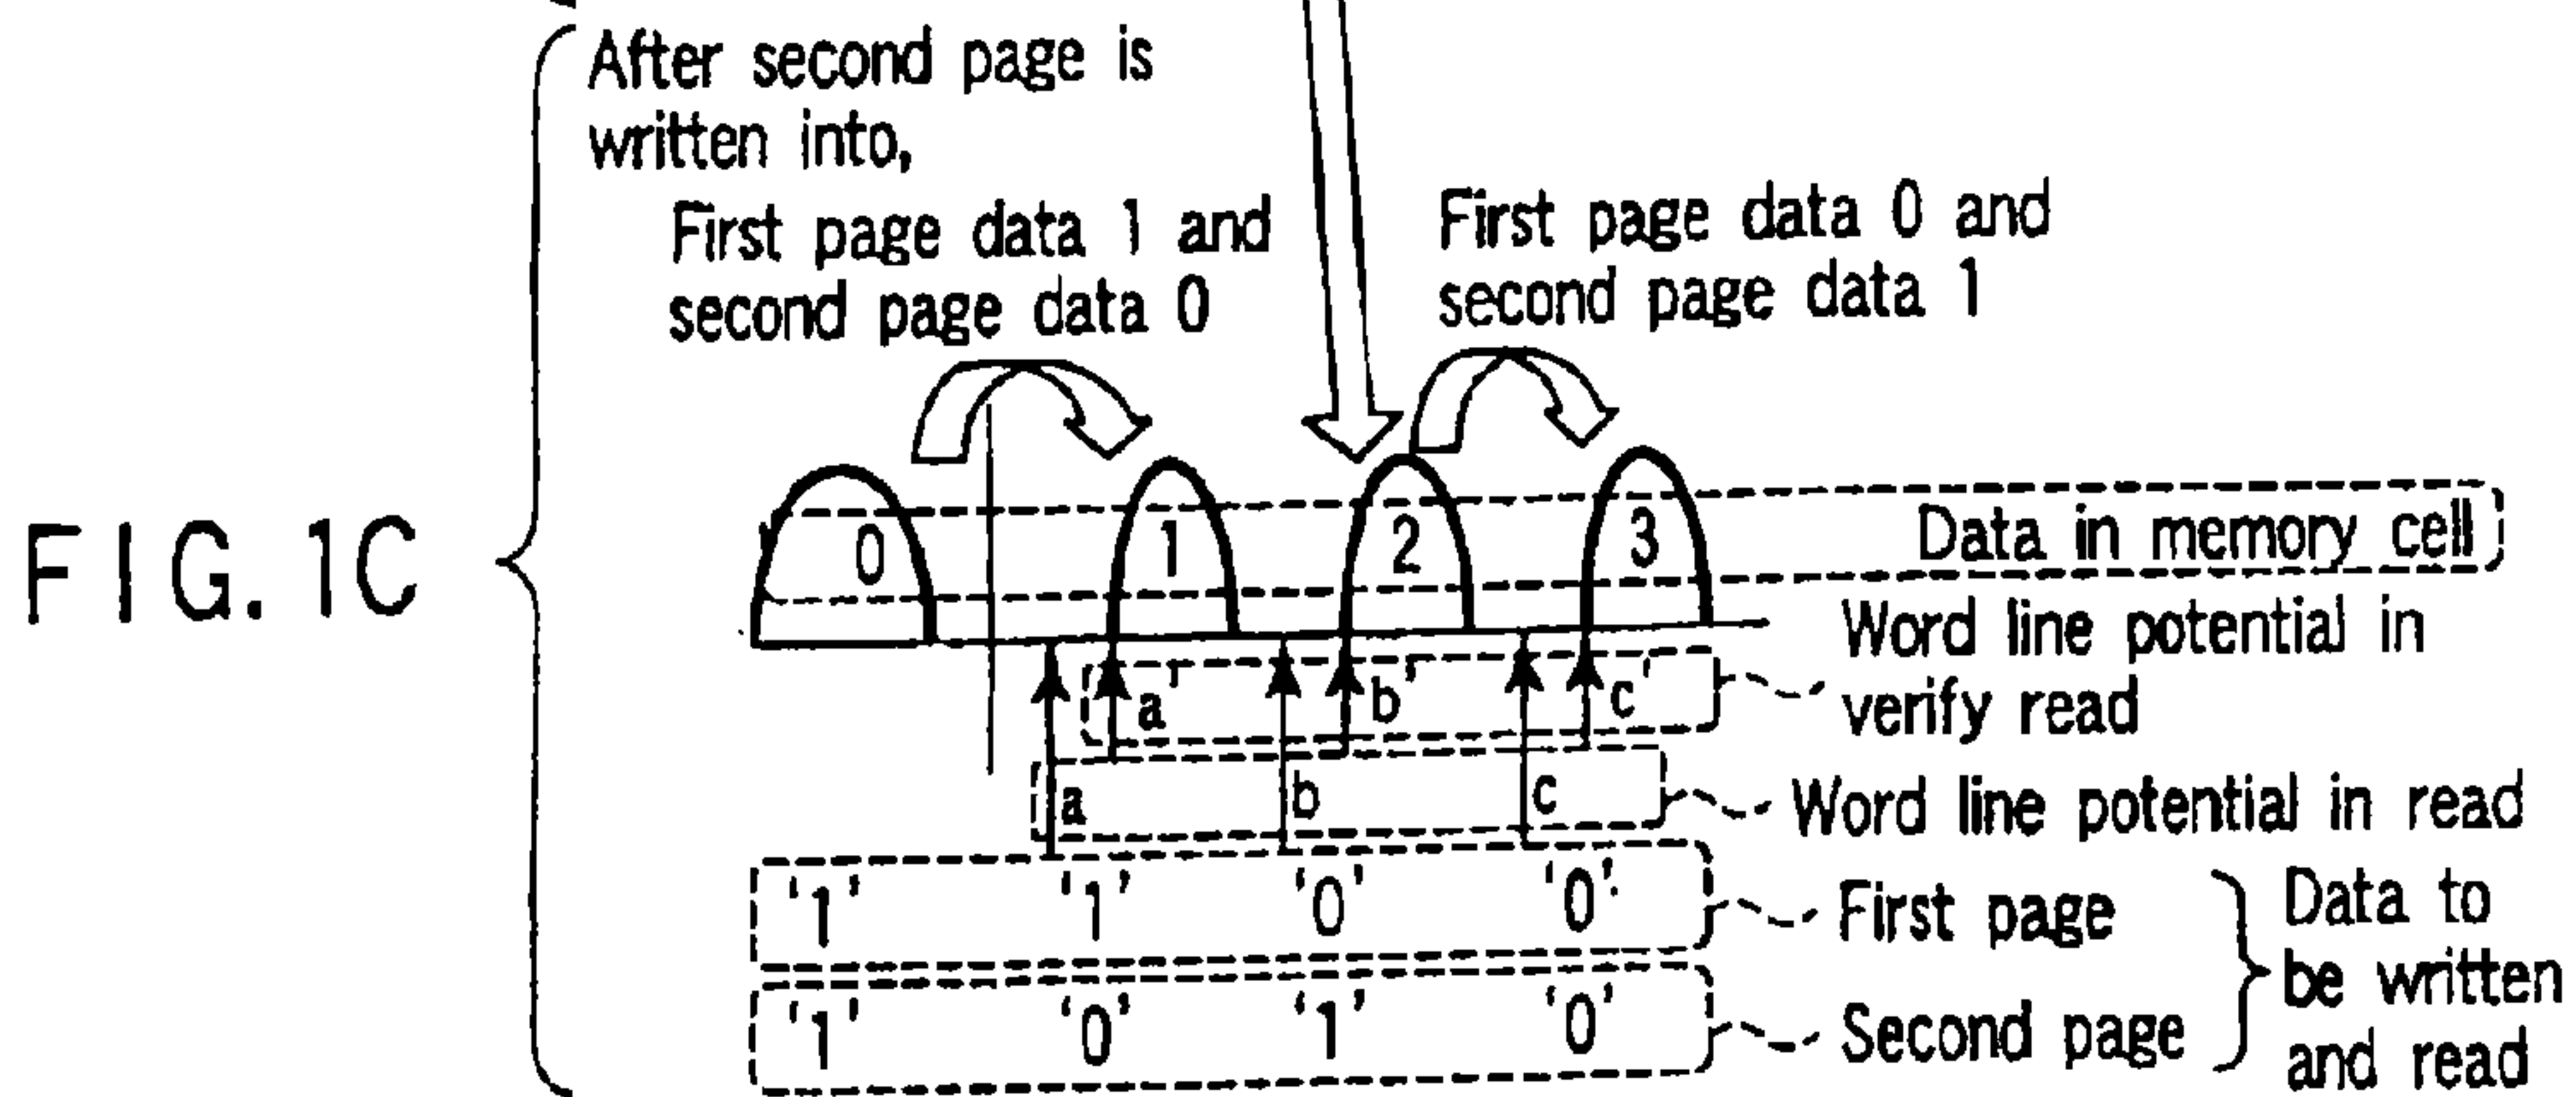 After second page is
written into,
First page data 1 and
second page data 0
First page data 0 and
second page data 1
FIG. 1C
0 1 2 3 Data in memory cell
Word line potential in
verify read
a' b' c'
a b c Word line potential in read
'1' '1' '0' '0' First page
'1' '0' '1' '0' Second page
Data to
be written
and read